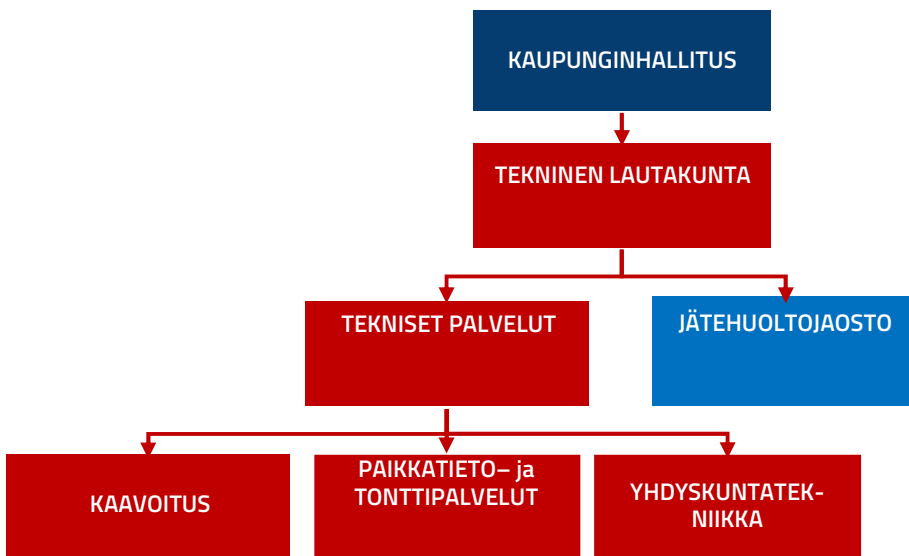 KAUPUNGINHALLITUS
TEKNINEN LAUTAKUNTA
TEKNISET PALVELUT
JÄTEHUOLTOJAOSTO
KAAVOITUS
PAIKKATIETO– ja
TONTTIPALVELUT
YHDYSKUNTATEK-
NIIKKA